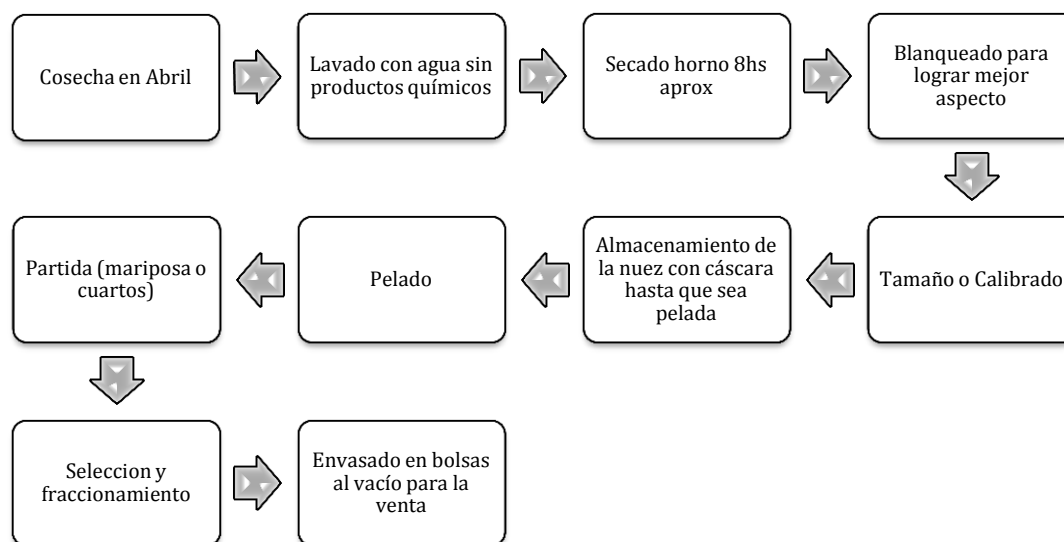 Cosecha en Abril
Lavado con agua sin
productos químicos
Secado horno 8hs
aprox
Blanqueado para
lograr mejor
aspecto
Tamaño o Calibrado
Almacenamiento de
la nuez con cáscara
hasta que sea
pelada
Pelado
Partida (mariposa o
cuartos)
Seleccion y
fraccionamiento
Envasado en bolsas
al vacío para la
venta